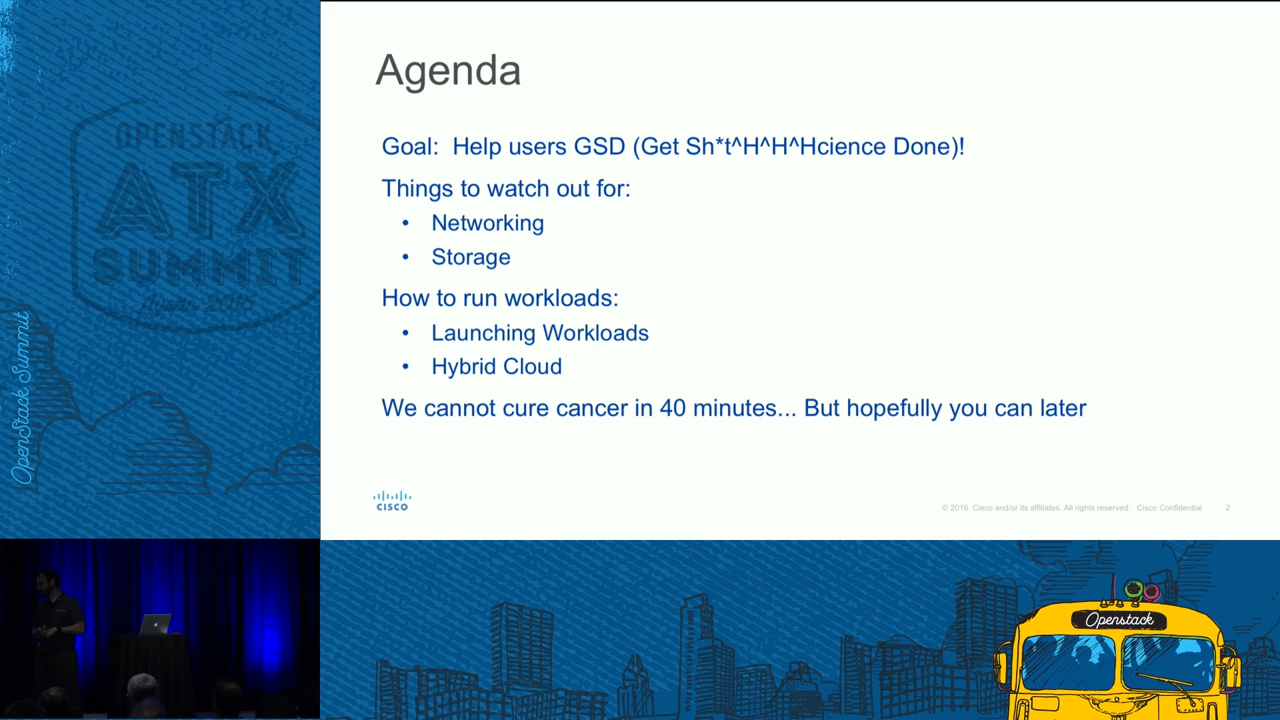 OPENSTACK
ATX
SUMMIT
Austin 2016
OpenStack Summit
Agenda
Goal: Help users GSD (Get Sh*t^H^H^Hcience Done)!
Things to watch out for:
• Networking
• Storage
How to run workloads:
• Launching Workloads
• Hybrid Cloud
We cannot cure cancer in 40 minutes... But hopefully you can later
CISCO
© 2016 Cisco and/or its affiliates. All rights reserved. Cisco Confidential 2
Openstack